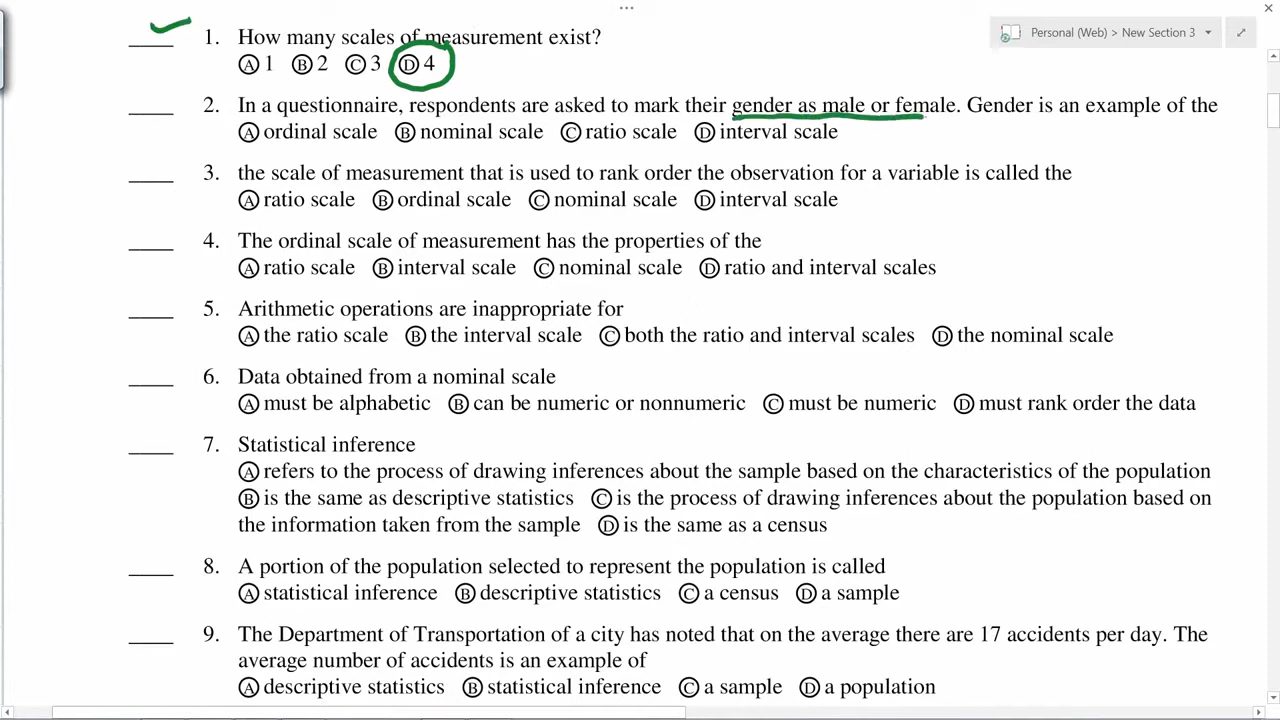 Personal (Web) > New Section 3
____ 1. How many scales of measurement exist?
Ⓐ 1 Ⓑ 2 Ⓒ 3 Ⓓ 4
____ 2. In a questionnaire, respondents are asked to mark their gender as male or female. Gender is an example of the
Ⓐ ordinal scale Ⓑ nominal scale Ⓒ ratio scale Ⓓ interval scale
____ 3. the scale of measurement that is used to rank order the observation for a variable is called the
Ⓐ ratio scale Ⓑ ordinal scale Ⓒ nominal scale Ⓓ interval scale
____ 4. The ordinal scale of measurement has the properties of the
Ⓐ ratio scale Ⓑ interval scale Ⓒ nominal scale Ⓓ ratio and interval scales
____ 5. Arithmetic operations are inappropriate for
Ⓐ the ratio scale Ⓑ the interval scale Ⓒ both the ratio and interval scales Ⓓ the nominal scale
____ 6. Data obtained from a nominal scale
Ⓐ must be alphabetic Ⓑ can be numeric or nonnumeric Ⓒ must be numeric Ⓓ must rank order the data
____ 7. Statistical inference
Ⓐ refers to the process of drawing inferences about the sample based on the characteristics of the population
Ⓑ is the same as descriptive statistics Ⓒ is the process of drawing inferences about the population based on
the information taken from the sample Ⓓ is the same as a census
____ 8. A portion of the population selected to represent the population is called
Ⓐ statistical inference Ⓑ descriptive statistics Ⓒ a census Ⓓ a sample
____ 9. The Department of Transportation of a city has noted that on the average there are 17 accidents per day. The
average number of accidents is an example of
Ⓐ descriptive statistics Ⓑ statistical inference Ⓒ a sample Ⓓ a population